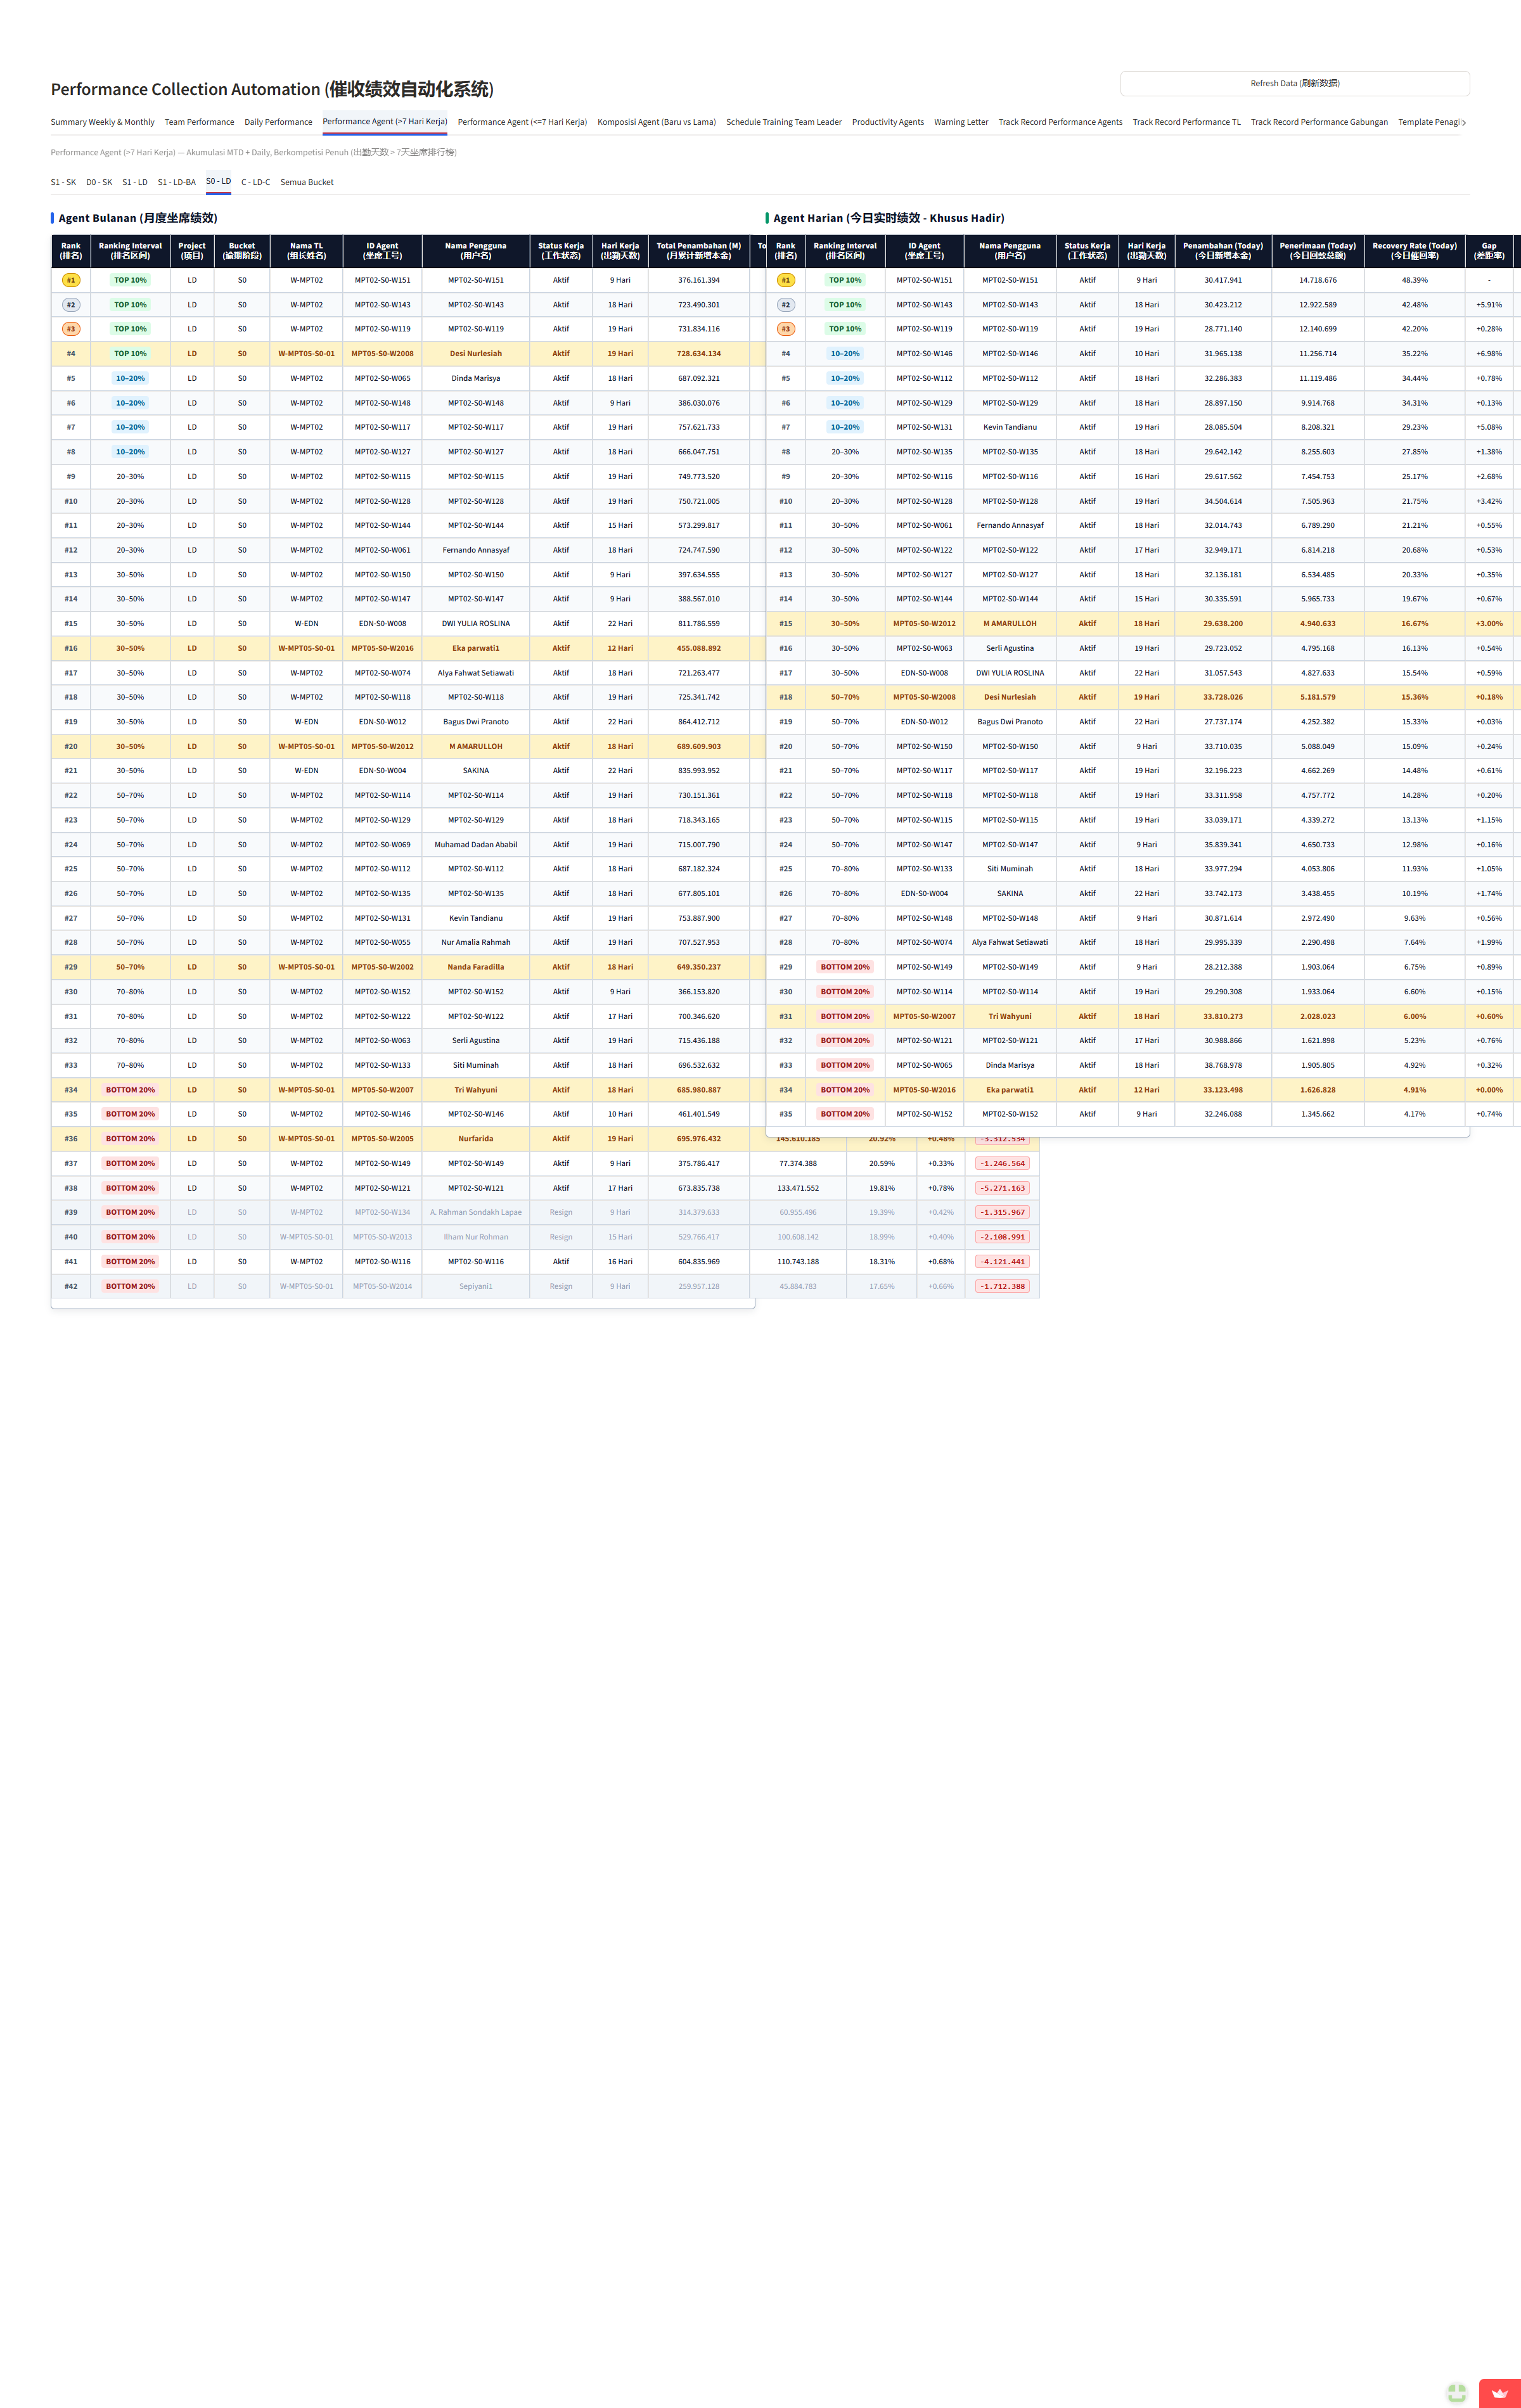 Performance Collection Automation (催收绩效自动化系统)
Refresh Data (刷新数据)
Summary Weekly & Monthly Team Performance Daily Performance Performance Agent (>7 Hari Kerja) Performance Agent (<=7 Hari Kerja) Komposisi Agent (Baru vs Lama) Schedule Training Team Leader Productivity Agents Warning Letter Track Record Performance Agents Track Record Performance TL Track Record Performance Gabungan Template Penagi
Performance Agent (>7 Hari Kerja) — Akumulasi MTD + Daily, Berkompetisi Penuh (出勤天数 > 7天坐席排行榜)
S1 - SK D0 - SK S1 - LD S1 - LD-BA S0 - LD C - LD-C Semua Bucket
Agent Bulanan (月度坐席绩效)
Rank Ranking Interval Project Bucket Nama TL ID Agent Nama Pengguna Status Kerja Hari Kerja Total Penambahan (M) To
(排名) (排名区间) (项目) (逾期阶段) (组长姓名) (坐席工号) (用户名) (工作状态) (出勤天数) (月累计新增本金)
#1 TOP 10% LD S0 W-MPT02 MPT02-S0-W151 MPT02-S0-W151 Aktif 9 Hari 376.161.394
#2 TOP 10% LD S0 W-MPT02 MPT02-S0-W143 MPT02-S0-W143 Aktif 18 Hari 723.490.301
#3 TOP 10% LD S0 W-MPT02 MPT02-S0-W119 MPT02-S0-W119 Aktif 19 Hari 731.834.116
#4 TOP 10% LD S0 W-MPT05-S0-01 MPT05-S0-W2008 Desi Nurlesiah Aktif 19 Hari 728.634.134
#5 10–20% LD S0 W-MPT02 MPT02-S0-W065 Dinda Marisya Aktif 18 Hari 687.092.321
#6 10–20% LD S0 W-MPT02 MPT02-S0-W148 MPT02-S0-W148 Aktif 9 Hari 386.030.076
#7 10–20% LD S0 W-MPT02 MPT02-S0-W117 MPT02-S0-W117 Aktif 19 Hari 757.621.733
#8 10–20% LD S0 W-MPT02 MPT02-S0-W127 MPT02-S0-W127 Aktif 18 Hari 666.047.751
#9 20–30% LD S0 W-MPT02 MPT02-S0-W115 MPT02-S0-W115 Aktif 19 Hari 749.773.520
#10 20–30% LD S0 W-MPT02 MPT02-S0-W128 MPT02-S0-W128 Aktif 19 Hari 750.721.005
#11 20–30% LD S0 W-MPT02 MPT02-S0-W144 MPT02-S0-W144 Aktif 15 Hari 573.299.817
#12 20–30% LD S0 W-MPT02 MPT02-S0-W061 Fernando Annasyaf Aktif 18 Hari 724.747.590
#13 30–50% LD S0 W-MPT02 MPT02-S0-W150 MPT02-S0-W150 Aktif 9 Hari 397.634.555
#14 30–50% LD S0 W-MPT02 MPT02-S0-W147 MPT02-S0-W147 Aktif 9 Hari 388.567.010
#15 30–50% LD S0 W-EDN EDN-S0-W008 DWI YULIA ROSLINA Aktif 22 Hari 811.786.559
#16 30–50% LD S0 W-MPT05-S0-01 MPT05-S0-W2016 Eka parwati1 Aktif 12 Hari 455.088.892
#17 30–50% LD S0 W-MPT02 MPT02-S0-W074 Alya Fahwat Setiawati Aktif 18 Hari 721.263.477
#18 30–50% LD S0 W-MPT02 MPT02-S0-W118 MPT02-S0-W118 Aktif 19 Hari 725.341.742
#19 30–50% LD S0 W-EDN EDN-S0-W012 Bagus Dwi Pranoto Aktif 22 Hari 864.412.712
#20 30–50% LD S0 W-MPT05-S0-01 MPT05-S0-W2012 M AMARULLOH Aktif 18 Hari 689.609.903
#21 30–50% LD S0 W-EDN EDN-S0-W004 SAKINA Aktif 22 Hari 835.993.952
#22 50–70% LD S0 W-MPT02 MPT02-S0-W114 MPT02-S0-W114 Aktif 19 Hari 730.151.361
#23 50–70% LD S0 W-MPT02 MPT02-S0-W129 MPT02-S0-W129 Aktif 18 Hari 718.343.165
#24 50–70% LD S0 W-MPT02 MPT02-S0-W069 Muhamad Dadan Ababil Aktif 19 Hari 715.007.790
#25 50–70% LD S0 W-MPT02 MPT02-S0-W112 MPT02-S0-W112 Aktif 18 Hari 687.182.324
#26 50–70% LD S0 W-MPT02 MPT02-S0-W135 MPT02-S0-W135 Aktif 18 Hari 677.805.101
#27 50–70% LD S0 W-MPT02 MPT02-S0-W131 Kevin Tandianu Aktif 19 Hari 753.887.900
#28 50–70% LD S0 W-MPT02 MPT02-S0-W055 Nur Amalia Rahmah Aktif 19 Hari 707.527.953
#29 50–70% LD S0 W-MPT05-S0-01 MPT05-S0-W2002 Nanda Faradilla Aktif 18 Hari 649.350.237
#30 70–80% LD S0 W-MPT02 MPT02-S0-W152 MPT02-S0-W152 Aktif 9 Hari 366.153.820
#31 70–80% LD S0 W-MPT02 MPT02-S0-W122 MPT02-S0-W122 Aktif 17 Hari 700.346.620
#32 70–80% LD S0 W-MPT02 MPT02-S0-W063 Serli Agustina Aktif 19 Hari 715.436.188
#33 70–80% LD S0 W-MPT02 MPT02-S0-W133 Siti Muminah Aktif 18 Hari 696.532.632
#34 BOTTOM 20% LD S0 W-MPT05-S0-01 MPT05-S0-W2007 Tri Wahyuni Aktif 18 Hari 685.980.887
#35 BOTTOM 20% LD S0 W-MPT02 MPT02-S0-W146 MPT02-S0-W146 Aktif 10 Hari 461.401.549
#36 BOTTOM 20% LD S0 W-MPT05-S0-01 MPT05-S0-W2005 Nurfarida Aktif 19 Hari 695.976.432 145.610.185 20.92% +0.48% -3.312.534
#37 BOTTOM 20% LD S0 W-MPT02 MPT02-S0-W149 MPT02-S0-W149 Aktif 9 Hari 375.786.417 77.374.388 20.59% +0.33% -1.246.564
#38 BOTTOM 20% LD S0 W-MPT02 MPT02-S0-W121 MPT02-S0-W121 Aktif 17 Hari 673.835.738 133.471.552 19.81% +0.78% -5.271.163
#39 BOTTOM 20% LD S0 W-MPT02 MPT02-S0-W134 A. Rahman Sondakh Lapae Resign 9 Hari 314.379.633 60.955.496 19.39% +0.42% -1.315.967
#40 BOTTOM 20% LD S0 W-MPT05-S0-01 MPT05-S0-W2013 Ilham Nur Rohman Resign 15 Hari 529.766.417 100.608.142 18.99% +0.40% -2.108.991
#41 BOTTOM 20% LD S0 W-MPT02 MPT02-S0-W116 MPT02-S0-W116 Aktif 16 Hari 604.835.969 110.743.188 18.31% +0.68% -4.121.441
#42 BOTTOM 20% LD S0 W-MPT05-S0-01 MPT05-S0-W2014 Sepiyani1 Resign 9 Hari 259.957.128 45.884.783 17.65% +0.66% -1.712.388
Agent Harian (今日实时绩效 - Khusus Hadir)
Rank Ranking Interval ID Agent Nama Pengguna Status Kerja Hari Kerja Penambahan (Today) Penerimaan (Today) Recovery Rate (Today) Gap
(排名) (排名区间) (坐席工号) (用户名) (工作状态) (出勤天数) (今日新增本金) (今日回款总额) (今日催回率) (差距率)
#1 TOP 10% MPT02-S0-W151 MPT02-S0-W151 Aktif 9 Hari 30.417.941 14.718.676 48.39% -
#2 TOP 10% MPT02-S0-W143 MPT02-S0-W143 Aktif 18 Hari 30.423.212 12.922.589 42.48% +5.91%
#3 TOP 10% MPT02-S0-W119 MPT02-S0-W119 Aktif 19 Hari 28.771.140 12.140.699 42.20% +0.28%
#4 10–20% MPT02-S0-W146 MPT02-S0-W146 Aktif 10 Hari 31.965.138 11.256.714 35.22% +6.98%
#5 10–20% MPT02-S0-W112 MPT02-S0-W112 Aktif 18 Hari 32.286.383 11.119.486 34.44% +0.78%
#6 10–20% MPT02-S0-W129 MPT02-S0-W129 Aktif 18 Hari 28.897.150 9.914.768 34.31% +0.13%
#7 10–20% MPT02-S0-W131 Kevin Tandianu Aktif 19 Hari 28.085.504 8.208.321 29.23% +5.08%
#8 20–30% MPT02-S0-W135 MPT02-S0-W135 Aktif 18 Hari 29.642.142 8.255.603 27.85% +1.38%
#9 20–30% MPT02-S0-W116 MPT02-S0-W116 Aktif 16 Hari 29.617.562 7.454.753 25.17% +2.68%
#10 20–30% MPT02-S0-W128 MPT02-S0-W128 Aktif 19 Hari 34.504.614 7.505.963 21.75% +3.42%
#11 30–50% MPT02-S0-W061 Fernando Annasyaf Aktif 18 Hari 32.014.743 6.789.290 21.21% +0.55%
#12 30–50% MPT02-S0-W122 MPT02-S0-W122 Aktif 17 Hari 32.949.171 6.814.218 20.68% +0.53%
#13 30–50% MPT02-S0-W127 MPT02-S0-W127 Aktif 18 Hari 32.136.181 6.534.485 20.33% +0.35%
#14 30–50% MPT02-S0-W144 MPT02-S0-W144 Aktif 15 Hari 30.335.591 5.965.733 19.67% +0.67%
#15 30–50% MPT05-S0-W2012 M AMARULLOH Aktif 18 Hari 29.638.200 4.940.633 16.67% +3.00%
#16 30–50% MPT02-S0-W063 Serli Agustina Aktif 19 Hari 29.723.052 4.795.168 16.13% +0.54%
#17 30–50% EDN-S0-W008 DWI YULIA ROSLINA Aktif 22 Hari 31.057.543 4.827.633 15.54% +0.59%
#18 50–70% MPT05-S0-W2008 Desi Nurlesiah Aktif 19 Hari 33.728.026 5.181.579 15.36% +0.18%
#19 50–70% EDN-S0-W012 Bagus Dwi Pranoto Aktif 22 Hari 27.737.174 4.252.382 15.33% +0.03%
#20 50–70% MPT02-S0-W150 MPT02-S0-W150 Aktif 9 Hari 33.710.035 5.088.049 15.09% +0.24%
#21 50–70% MPT02-S0-W117 MPT02-S0-W117 Aktif 19 Hari 32.196.223 4.662.269 14.48% +0.61%
#22 50–70% MPT02-S0-W118 MPT02-S0-W118 Aktif 19 Hari 33.311.958 4.757.772 14.28% +0.20%
#23 50–70% MPT02-S0-W115 MPT02-S0-W115 Aktif 19 Hari 33.039.171 4.339.272 13.13% +1.15%
#24 50–70% MPT02-S0-W147 MPT02-S0-W147 Aktif 9 Hari 35.839.341 4.650.733 12.98% +0.16%
#25 70–80% MPT02-S0-W133 Siti Muminah Aktif 18 Hari 33.977.294 4.053.806 11.93% +1.05%
#26 70–80% EDN-S0-W004 SAKINA Aktif 22 Hari 33.742.173 3.438.455 10.19% +1.74%
#27 70–80% MPT02-S0-W148 MPT02-S0-W148 Aktif 9 Hari 30.871.614 2.972.490 9.63% +0.56%
#28 70–80% MPT02-S0-W074 Alya Fahwat Setiawati Aktif 18 Hari 29.995.339 2.290.498 7.64% +1.99%
#29 BOTTOM 20% MPT02-S0-W149 MPT02-S0-W149 Aktif 9 Hari 28.212.388 1.903.064 6.75% +0.89%
#30 BOTTOM 20% MPT02-S0-W114 MPT02-S0-W114 Aktif 19 Hari 29.290.308 1.933.064 6.60% +0.15%
#31 BOTTOM 20% MPT05-S0-W2007 Tri Wahyuni Aktif 18 Hari 33.810.273 2.028.023 6.00% +0.60%
#32 BOTTOM 20% MPT02-S0-W121 MPT02-S0-W121 Aktif 17 Hari 30.988.866 1.621.898 5.23% +0.76%
#33 BOTTOM 20% MPT02-S0-W065 Dinda Marisya Aktif 18 Hari 38.768.978 1.905.805 4.92% +0.32%
#34 BOTTOM 20% MPT05-S0-W2016 Eka parwati1 Aktif 12 Hari 33.123.498 1.626.828 4.91% +0.00%
#35 BOTTOM 20% MPT02-S0-W152 MPT02-S0-W152 Aktif 9 Hari 32.246.088 1.345.662 4.17% +0.74%